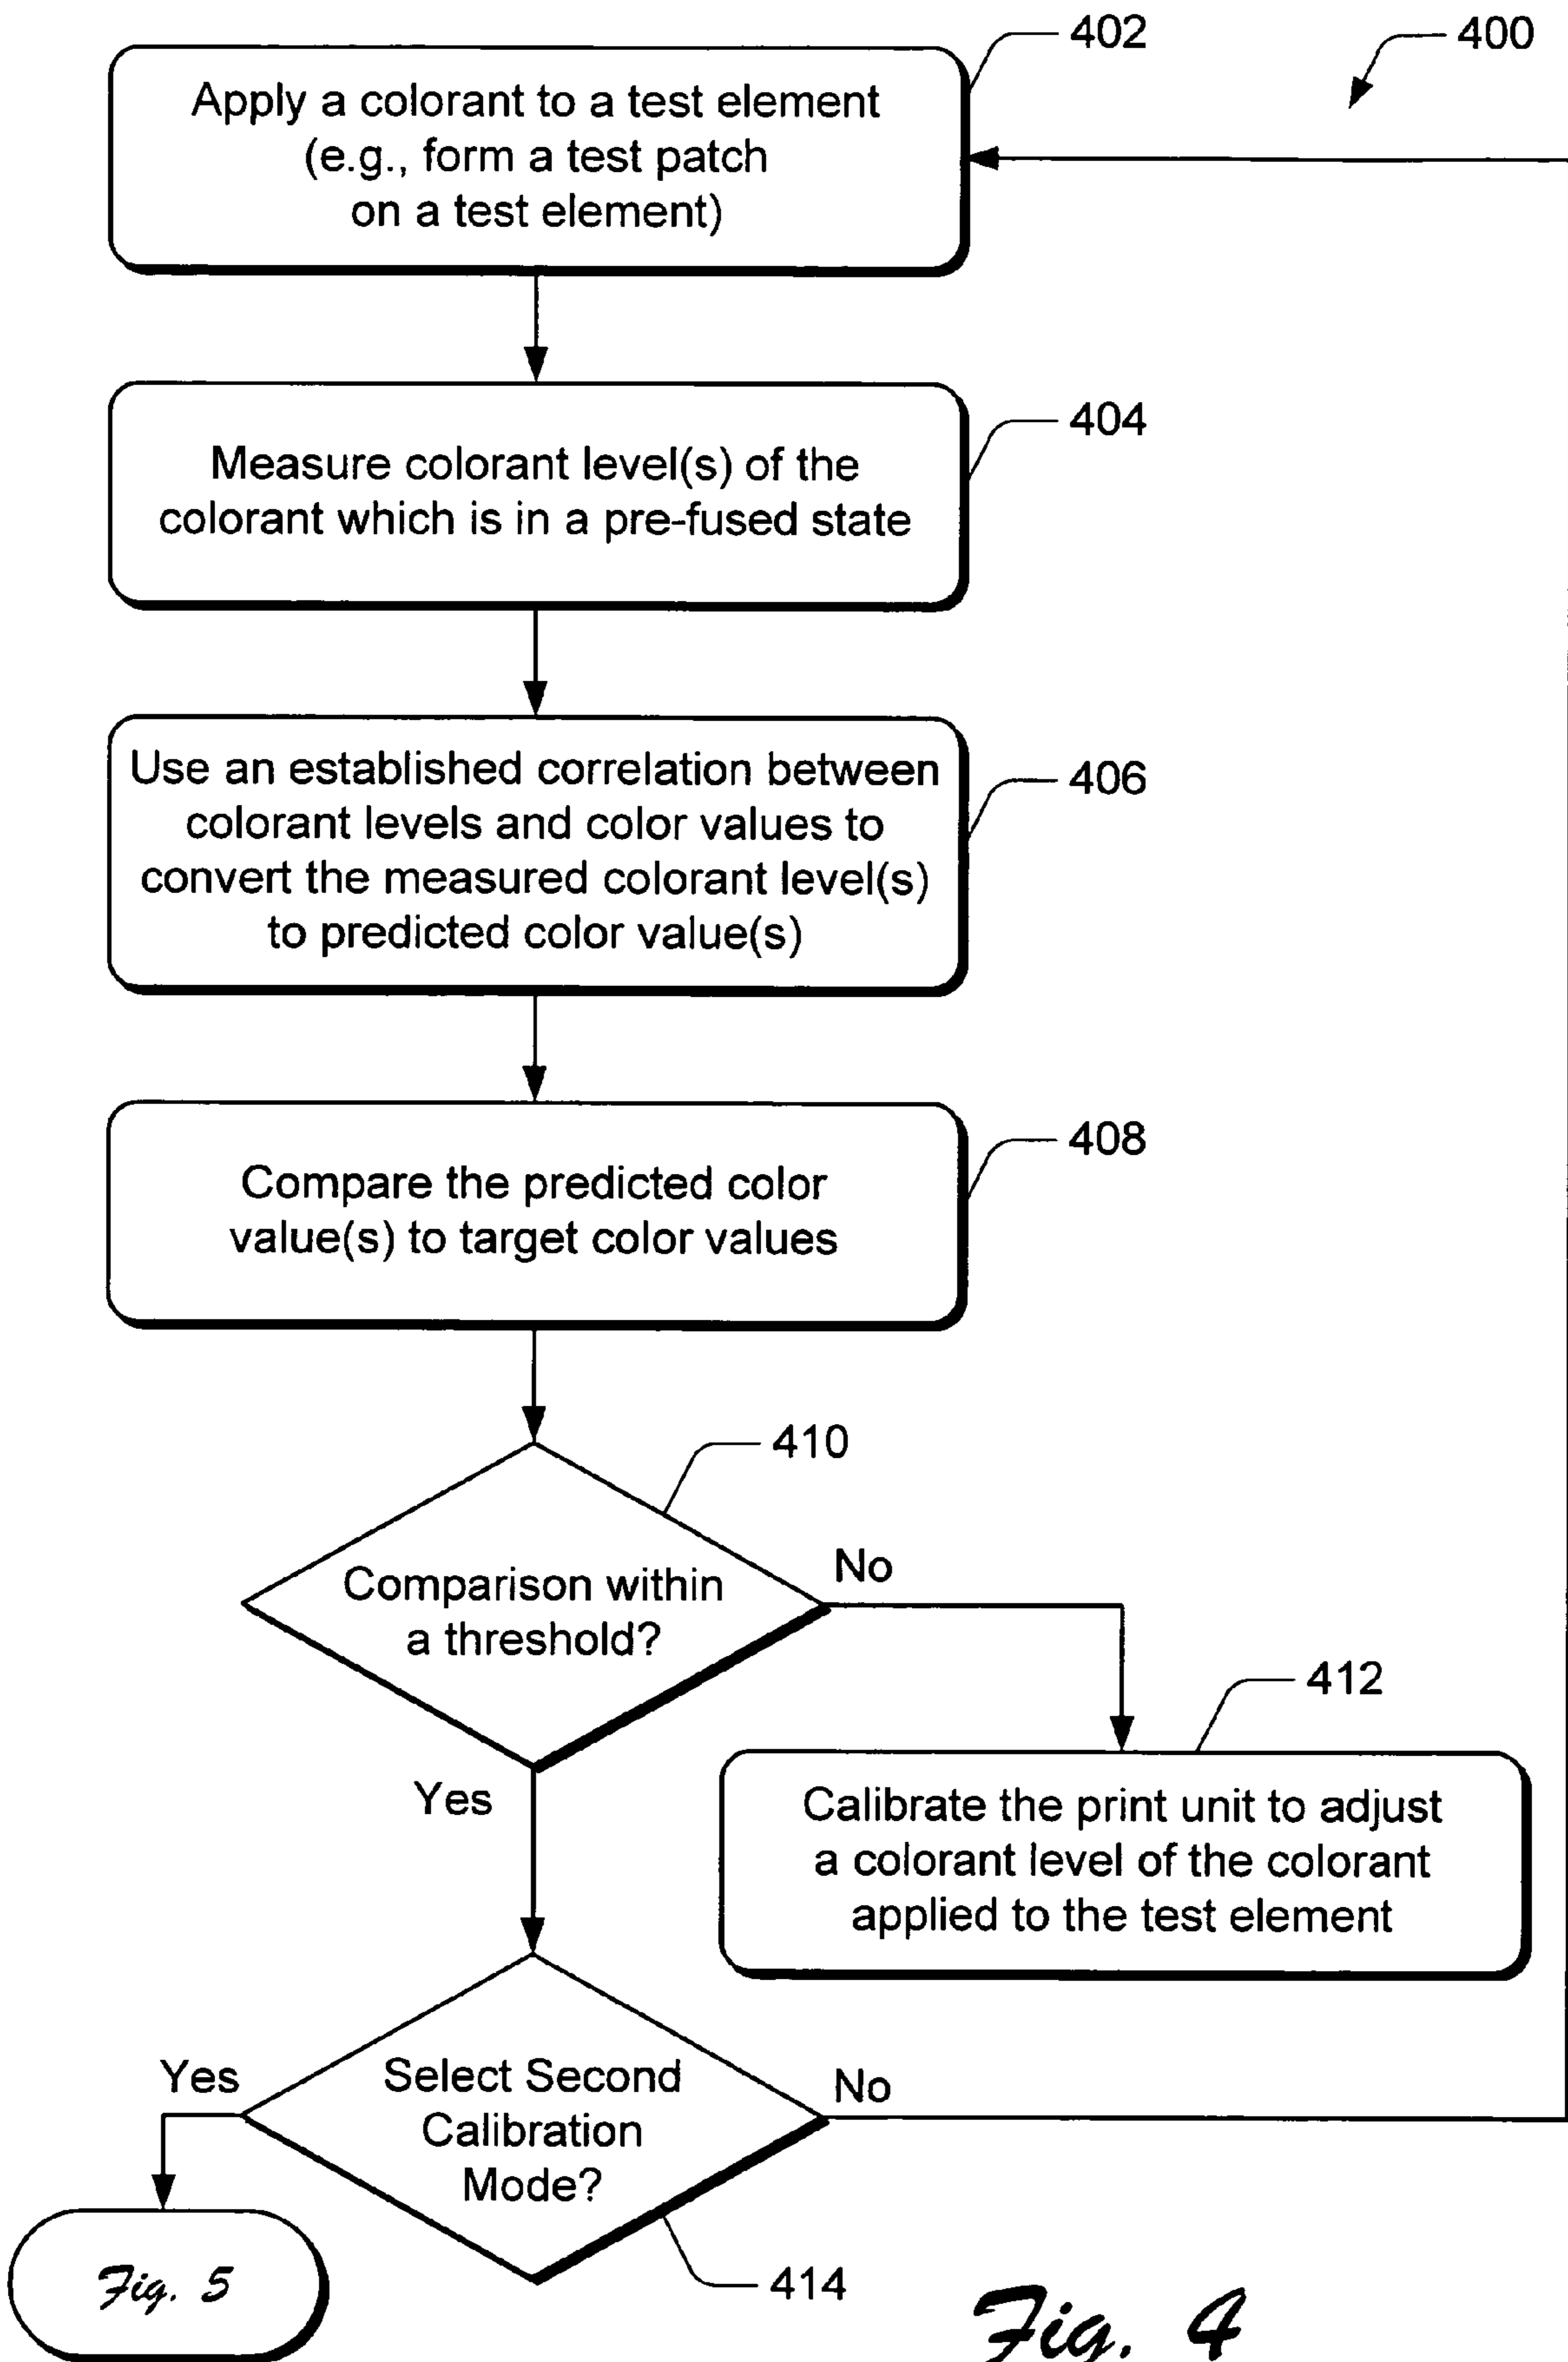 402
400
Apply a colorant to a test element
(e.g., form a test patch
on a test element)
404
Measure colorant level(s) of the
colorant which is in a pre-fused state
406
Use an established correlation between
colorant levels and color values to
convert the measured colorant level(s)
to predicted color value(s)
408
Compare the predicted color
value(s) to target color values
410
Comparison within
a threshold?
No
Yes
412
Calibrate the print unit to adjust
a colorant level of the colorant
applied to the test element
Select Second
Calibration
Mode?
Yes
No
414
Fig. 5
Fig. 4